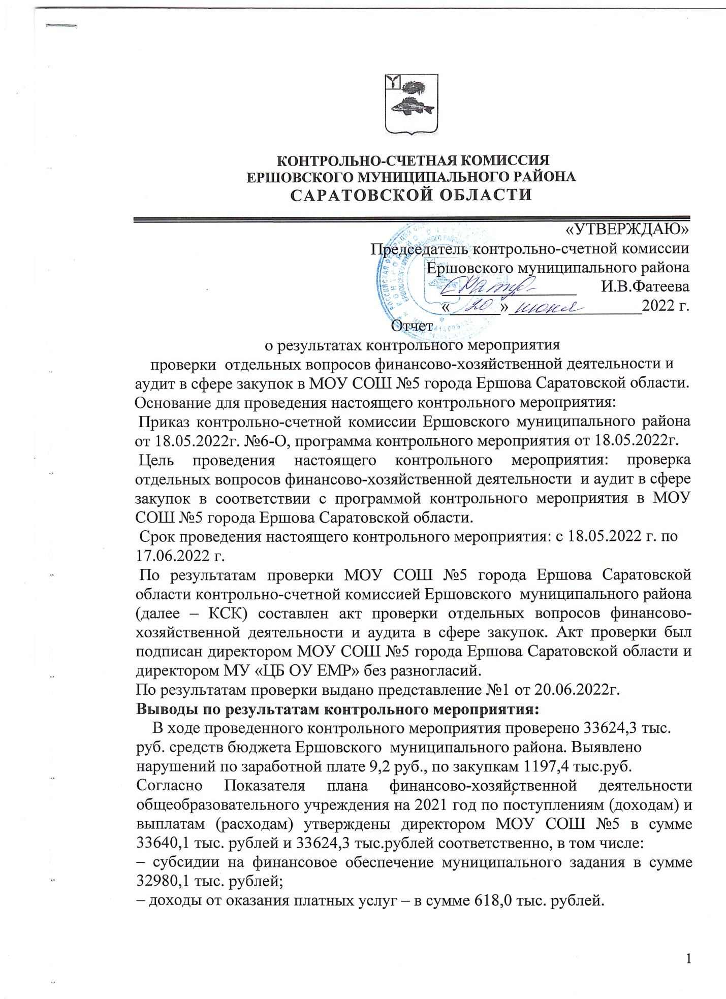 КОНТРОЛЬНО-СЧЕТНАЯ КОМИССИЯ
ЕРШОВСКОГО МУНИЦИПАЛЬНОГО РАЙОНА
САРАТОВСКОЙ ОБЛАСТИ
«УТВЕРЖДАЮ»
Председатель контрольно-счетной комиссии
Ершовского муниципального района
И.В.Фатеева
« 20 » июня 2022 г.
Отчет
о результатах контрольного мероприятия
проверки отдельных вопросов финансово-хозяйственной деятельности и
аудит в сфере закупок в МОУ СОШ №5 города Ершова Саратовской области.
Основание для проведения настоящего контрольного мероприятия:
Приказ контрольно-счетной комиссии Ершовского муниципального района
от 18.05.2022г. №6-О, программа контрольного мероприятия от 18.05.2022г.
Цель проведения настоящего контрольного мероприятия: проверка
отдельных вопросов финансово-хозяйственной деятельности и аудит в сфере
закупок в соответствии с программой контрольного мероприятия в МОУ
СОШ №5 города Ершова Саратовской области.
Срок проведения настоящего контрольного мероприятия: с 18.05.2022 г. по
17.06.2022 г.
По результатам проверки МОУ СОШ №5 города Ершова Саратовской
области контрольно-счетной комиссией Ершовского муниципального района
(далее – КСК) составлен акт проверки отдельных вопросов финансово-
хозяйственной деятельности и аудита в сфере закупок. Акт проверки был
подписан директором МОУ СОШ №5 города Ершова Саратовской области и
директором МУ «ЦБ ОУ ЕМР» без разногласий.
По результатам проверки выдано представление №1 от 20.06.2022г.
Выводы по результатам контрольного мероприятия:
В ходе проведенного контрольного мероприятия проверено 33624,3 тыс.
руб. средств бюджета Ершовского муниципального района. Выявлено
нарушений по заработной плате 9,2 руб., по закупкам 1197,4 тыс.руб.
Согласно Показателя плана финансово-хозяйственной деятельности
общеобразовательного учреждения на 2021 год по поступлениям (доходам) и
выплатам (расходам) утверждены директором МОУ СОШ №5 в сумме
33640,1 тыс. рублей и 33624,3 тыс.рублей соответственно, в том числе:
– субсидии на финансовое обеспечение муниципального задания в сумме
32980,1 тыс. рублей;
– доходы от оказания платных услуг – в сумме 618,0 тыс. рублей.
1